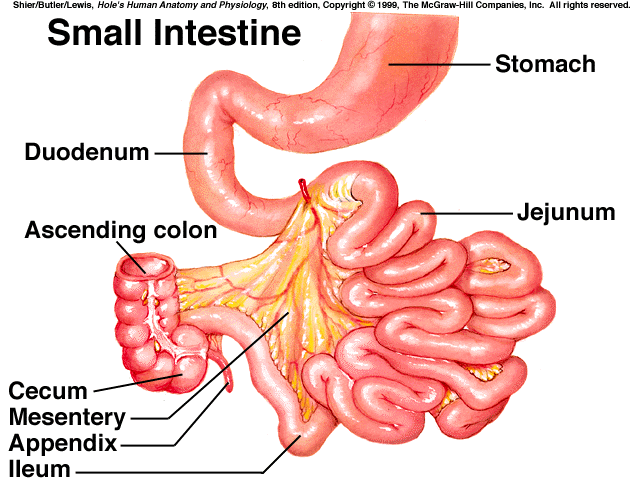 Shier/Butler/Lewis, Hole's Human Anatomy and Physiology, 8th edition, Copyright © 1999, The McGraw-Hill Companies, Inc. All rights reserved.
Small Intestine
Stomach
Duodenum
Jejunum
Ascending colon
Cecum
Mesentery
Appendix
Ileum